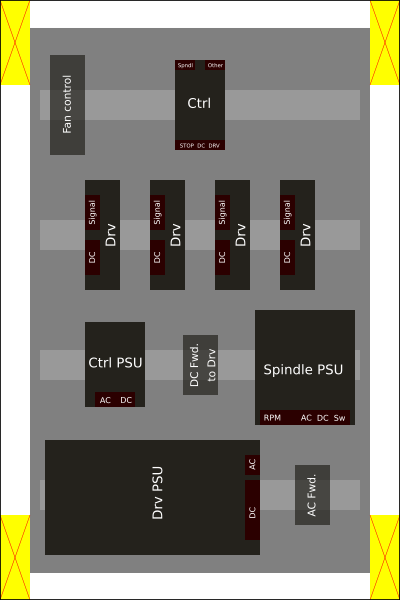 Fan control
Spndl Other
Ctrl
STOP DC DRV
Signal
DC
Drv
Signal
DC
Drv
Signal
DC
Drv
Signal
DC
Drv
Ctrl PSU
AC DC
DC Fwd.
to Drv
Spindle PSU
RPM AC DC Sw
Drv PSU
AC
DC
AC Fwd.